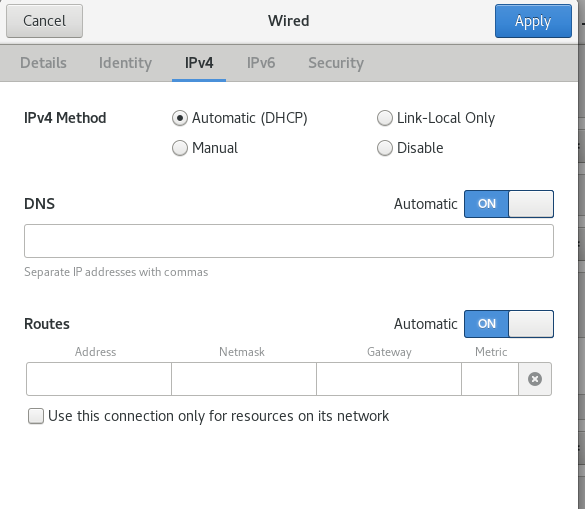 Cancel Wired Apply
Details Identity IPv4 IPv6 Security
IPv4 Method Automatic (DHCP) Link-Local Only
Manual Disable
DNS Automatic ON
Separate IP addresses with commas
Routes Automatic ON
Address Netmask Gateway Metric
Use this connection only for resources on its network